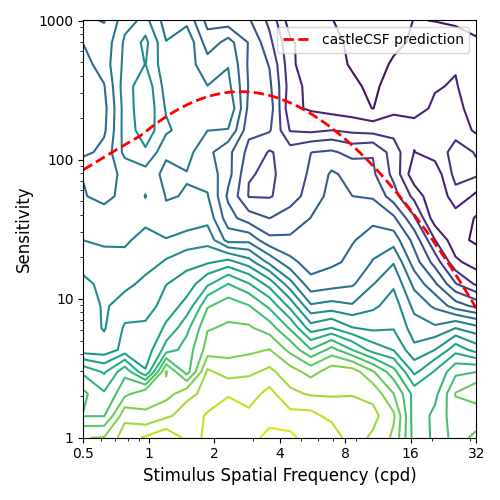 1000
castleCSF prediction
100
10
1
Sensitivity
0.5 1 2 4 8 16 32
Stimulus Spatial Frequency (cpd)